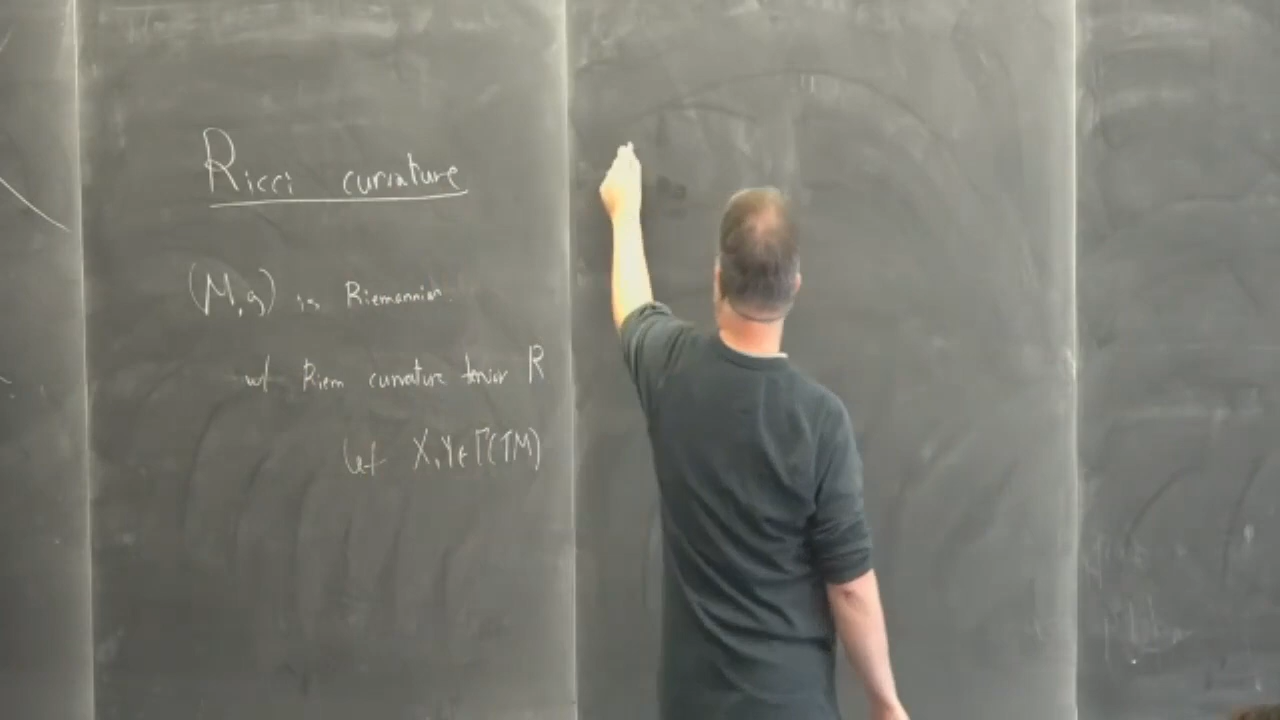 Ricci curvature
(M,g) is Riemannian.
w/ Riem curvature tensor R
let X,Y∈Γ(TM)